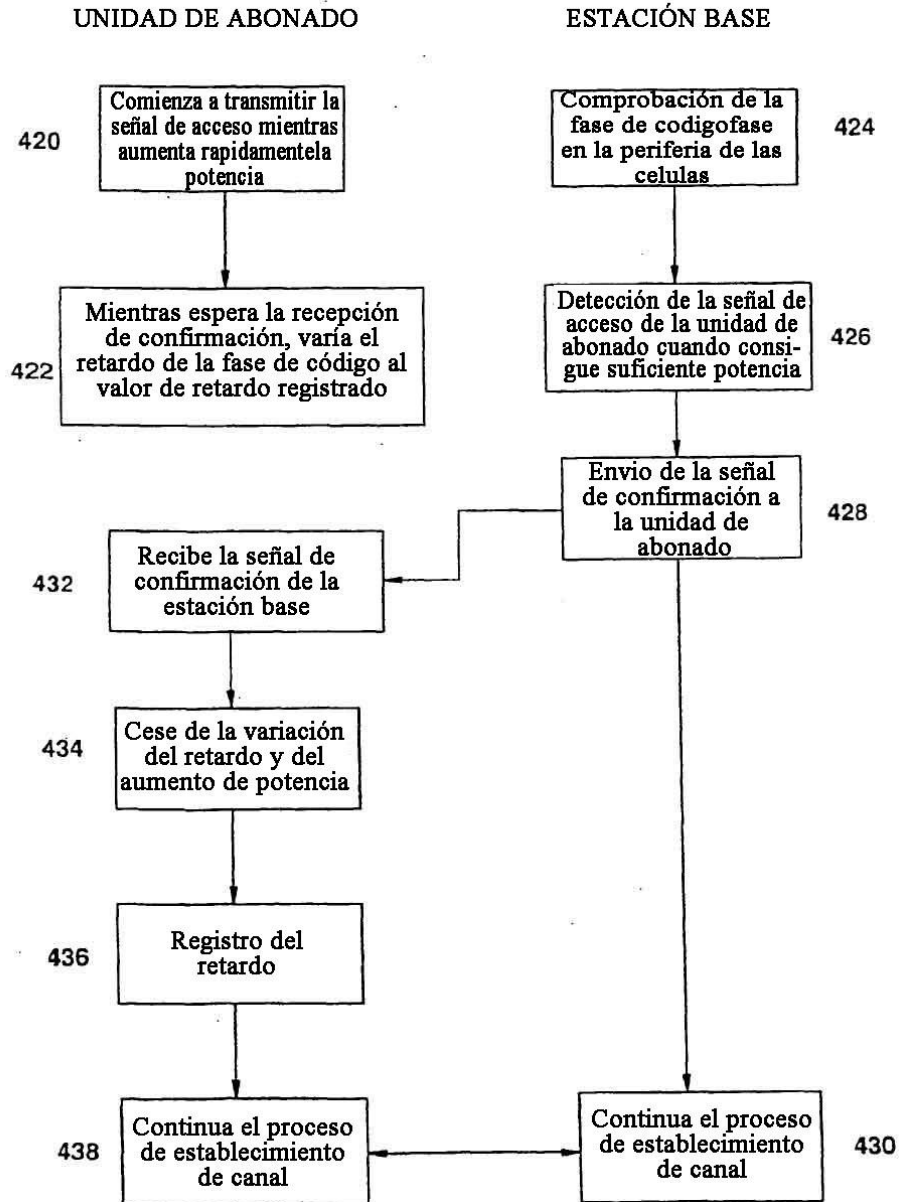 UNIDAD DE ABONADO
ESTACIÓN BASE
420
Comienza a transmitir la
señal de acceso mientras
aumenta rapidamentela
potencia
Comprobación de la
fase de codigofase
en la periferia de las
celulas
424
422
Mientras espera la recepción
de confirmación, varía el
retardo de la fase de código al
valor de retardo registrado
Detección de la señal de
acceso de la unidad de
abonado cuando consi-
gue suficiente potencia
426
Envio de la señal
de confirmación a
la unidad de
abonado
428
432
Recibe la señal de
confirmación de la
estación base
434
Cese de la variación
del retardo y del
aumento de potencia
436
Registro del
retardo
438
Continua el proceso
de establecimiento
de canal
Continua el proceso
de establecimiento
de canal
430